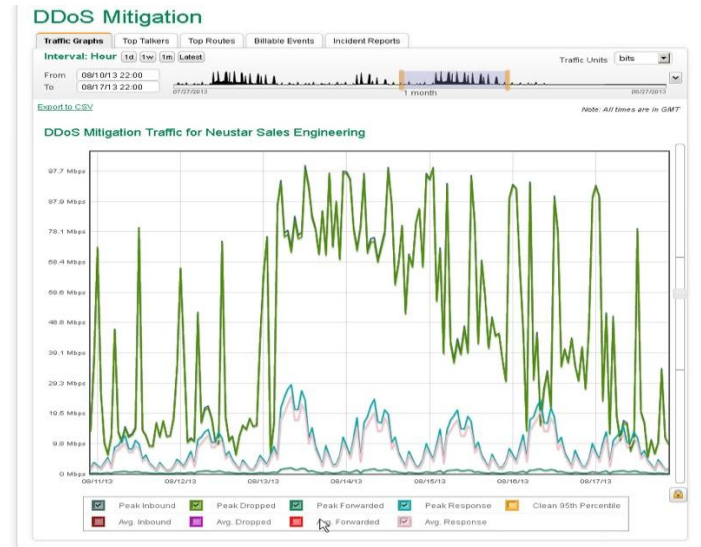 DDoS Mitigation
Traffic Graphs Top Talkers Top Routes Billable Events Incident Reports
Interval: Hour 1d 1w 1m Latest Traffic Units bits
From 08/10/13 22:00
To 08/17/13 22:00
07/27/2013 1 month 08/27/2013
Export to CSV Note: All times are in GMT
DDoS Mitigation Traffic for Neustar Sales Engineering
97.7 Mbps
87.9 Mbps
78.1 Mbps
68.4 Mbps
58.6 Mbps
48.8 Mbps
39.1 Mbps
29.3 Mbps
19.5 Mbps
9.8 Mbps
0 Mbps
08/11/13 08/12/13 08/13/13 08/14/13 08/15/13 08/16/13 08/17/13
Peak Inbound Peak Dropped Peak Forwarded Peak Response Clean 95th Percentile
Avg. Inbound Avg. Dropped Avg. Forwarded Avg. Response